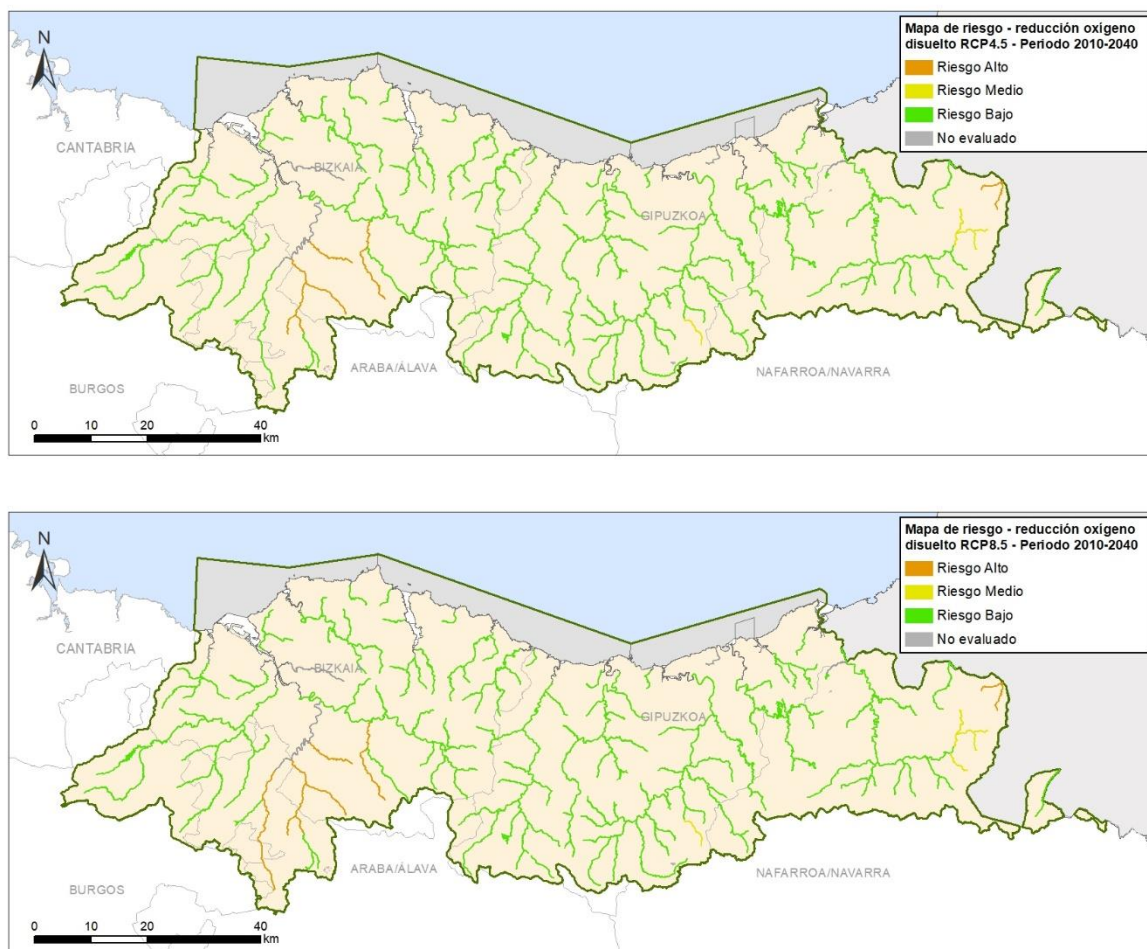 Mapa de riesgo - reducción oxigeno
disuelto RCP4.5 - Periodo 2010-2040
Riesgo Alto
Riesgo Medio
Riesgo Bajo
No evaluado
N
CANTABRIA
BIZKAIA
GIPUZKOA
ARABA/ÁLAVA
NAFARROA/NAVARRA
BURGOS
0 10 20 40
km
Mapa de riesgo - reducción oxigeno
disuelto RCP8.5 - Periodo 2010-2040
Riesgo Alto
Riesgo Medio
Riesgo Bajo
No evaluado
N
CANTABRIA
BIZKAIA
GIPUZKOA
ARABA/ÁLAVA
NAFARROA/NAVARRA
BURGOS
0 10 20 40
km